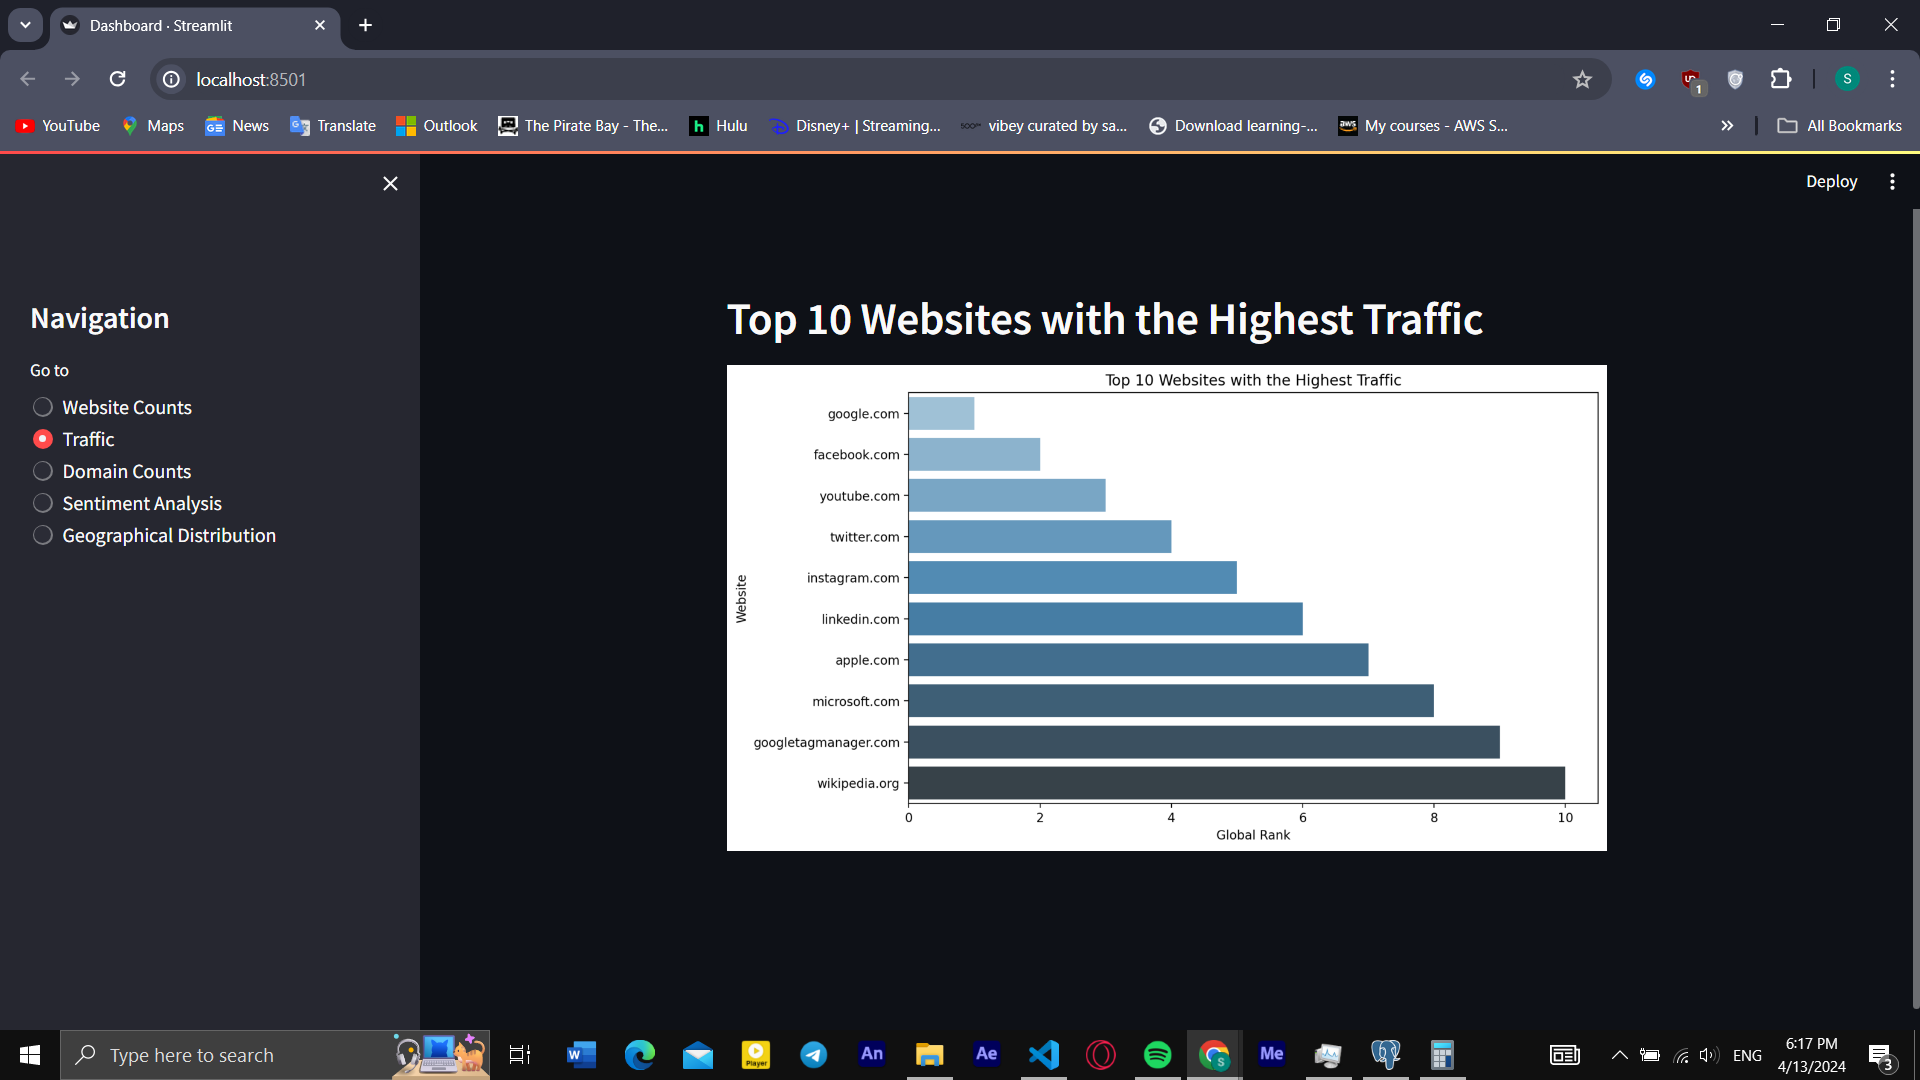 Dashboard · Streamlit
localhost:8501
S
1
YouTube
Maps
News
Translate
Outlook
The Pirate Bay - The...
Hulu
Disney+ | Streaming...
vibey curated by sa...
Download learning-...
My courses - AWS S...
All Bookmarks
Deploy
Navigation
Go to
Website Counts
Traffic
Domain Counts
Sentiment Analysis
Geographical Distribution
Top 10 Websites with the Highest Traffic
Top 10 Websites with the Highest Traffic
google.com
facebook.com
youtube.com
twitter.com
instagram.com
linkedin.com
apple.com
microsoft.com
googletagmanager.com
wikipedia.org
Website
0 2 4 6 8 10
Global Rank
Type here to search
An
Ae
Me
ENG
6:17 PM
4/13/2024
3